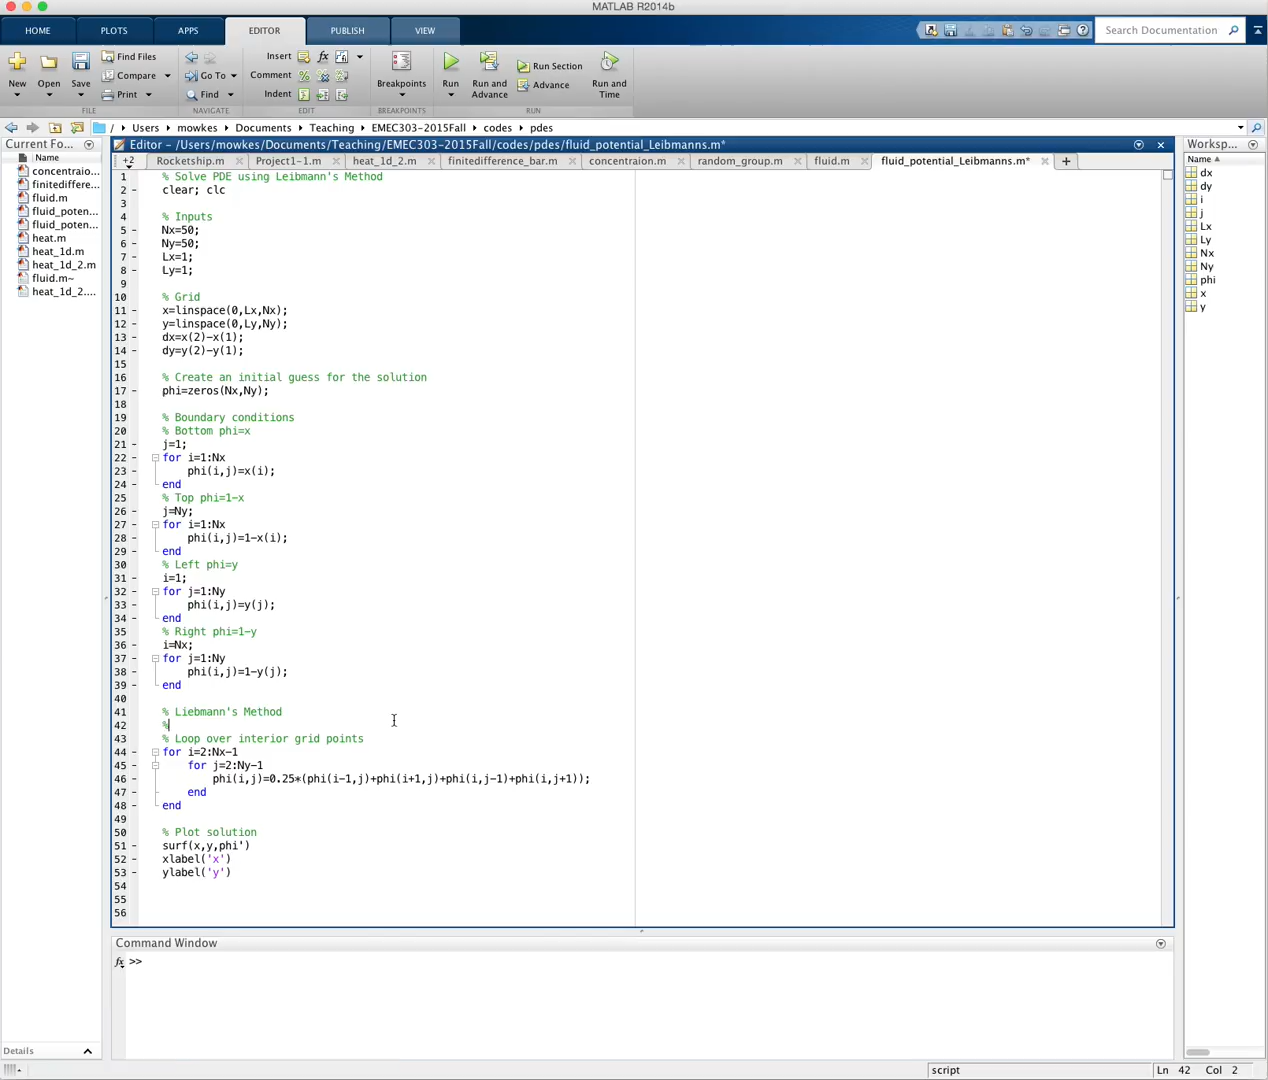 MATLAB R2014b
HOME PLOTS APPS EDITOR PUBLISH VIEW
Search Documentation
New Open Save
Find Files
Compare
Print
Go To
Find
Insert fx
Comment %
Indent
Breakpoints
Run
Run and Advance
Run Section
Advance
Run and Time
FILE NAVIGATE EDIT BREAKPOINTS RUN
/ Users mowkes Documents Teaching EMEC303-2015Fall codes pdes
Current Fo...
Name
concentraio...
finitediffere...
fluid.m
fluid_poten...
fluid_poten...
heat.m
heat_1d.m
heat_1d_2.m
fluid.m~
heat_1d_2....
Details
Editor - /Users/mowkes/Documents/Teaching/EMEC303-2015Fall/codes/pdes/fluid_potential_Leibmanns.m*
+2 Rocketship.m Project1-1.m heat_1d_2.m finitedifference_bar.m concentraion.m random_group.m fluid.m fluid_potential_Leibmanns.m* +
1 % Solve PDE using Leibmann's Method
2 - clear; clc
3
4 % Inputs
5 - Nx=50;
6 - Ny=50;
7 - Lx=1;
8 - Ly=1;
9
10 % Grid
11 - x=linspace(0,Lx,Nx);
12 - y=linspace(0,Ly,Ny);
13 - dx=x(2)-x(1);
14 - dy=y(2)-y(1);
15
16 % Create an initial guess for the solution
17 - phi=zeros(Nx,Ny);
18
19 % Boundary conditions
20 % Bottom phi=x
21 - j=1;
22 - for i=1:Nx
23 - phi(i,j)=x(i);
24 - end
25 % Top phi=1-x
26 - j=Ny;
27 - for i=1:Nx
28 - phi(i,j)=1-x(i);
29 - end
30 % Left phi=y
31 - i=1;
32 - for j=1:Ny
33 - phi(i,j)=y(j);
34 - end
35 % Right phi=1-y
36 - i=Nx;
37 - for j=1:Ny
38 - phi(i,j)=1-y(j);
39 - end
40
41 % Liebmann's Method
42 %
43 % Loop over interior grid points
44 - for i=2:Nx-1
45 - for j=2:Ny-1
46 - phi(i,j)=0.25*(phi(i-1,j)+phi(i+1,j)+phi(i,j-1)+phi(i,j+1));
47 - end
48 - end
49
50 % Plot solution
51 - surf(x,y,phi')
52 - xlabel('x')
53 - ylabel('y')
54
55
56
Command Window
fx >>
Worksp...
Name
dx
dy
i
j
Lx
Ly
Nx
Ny
phi
x
y
script
Ln 42 Col 2